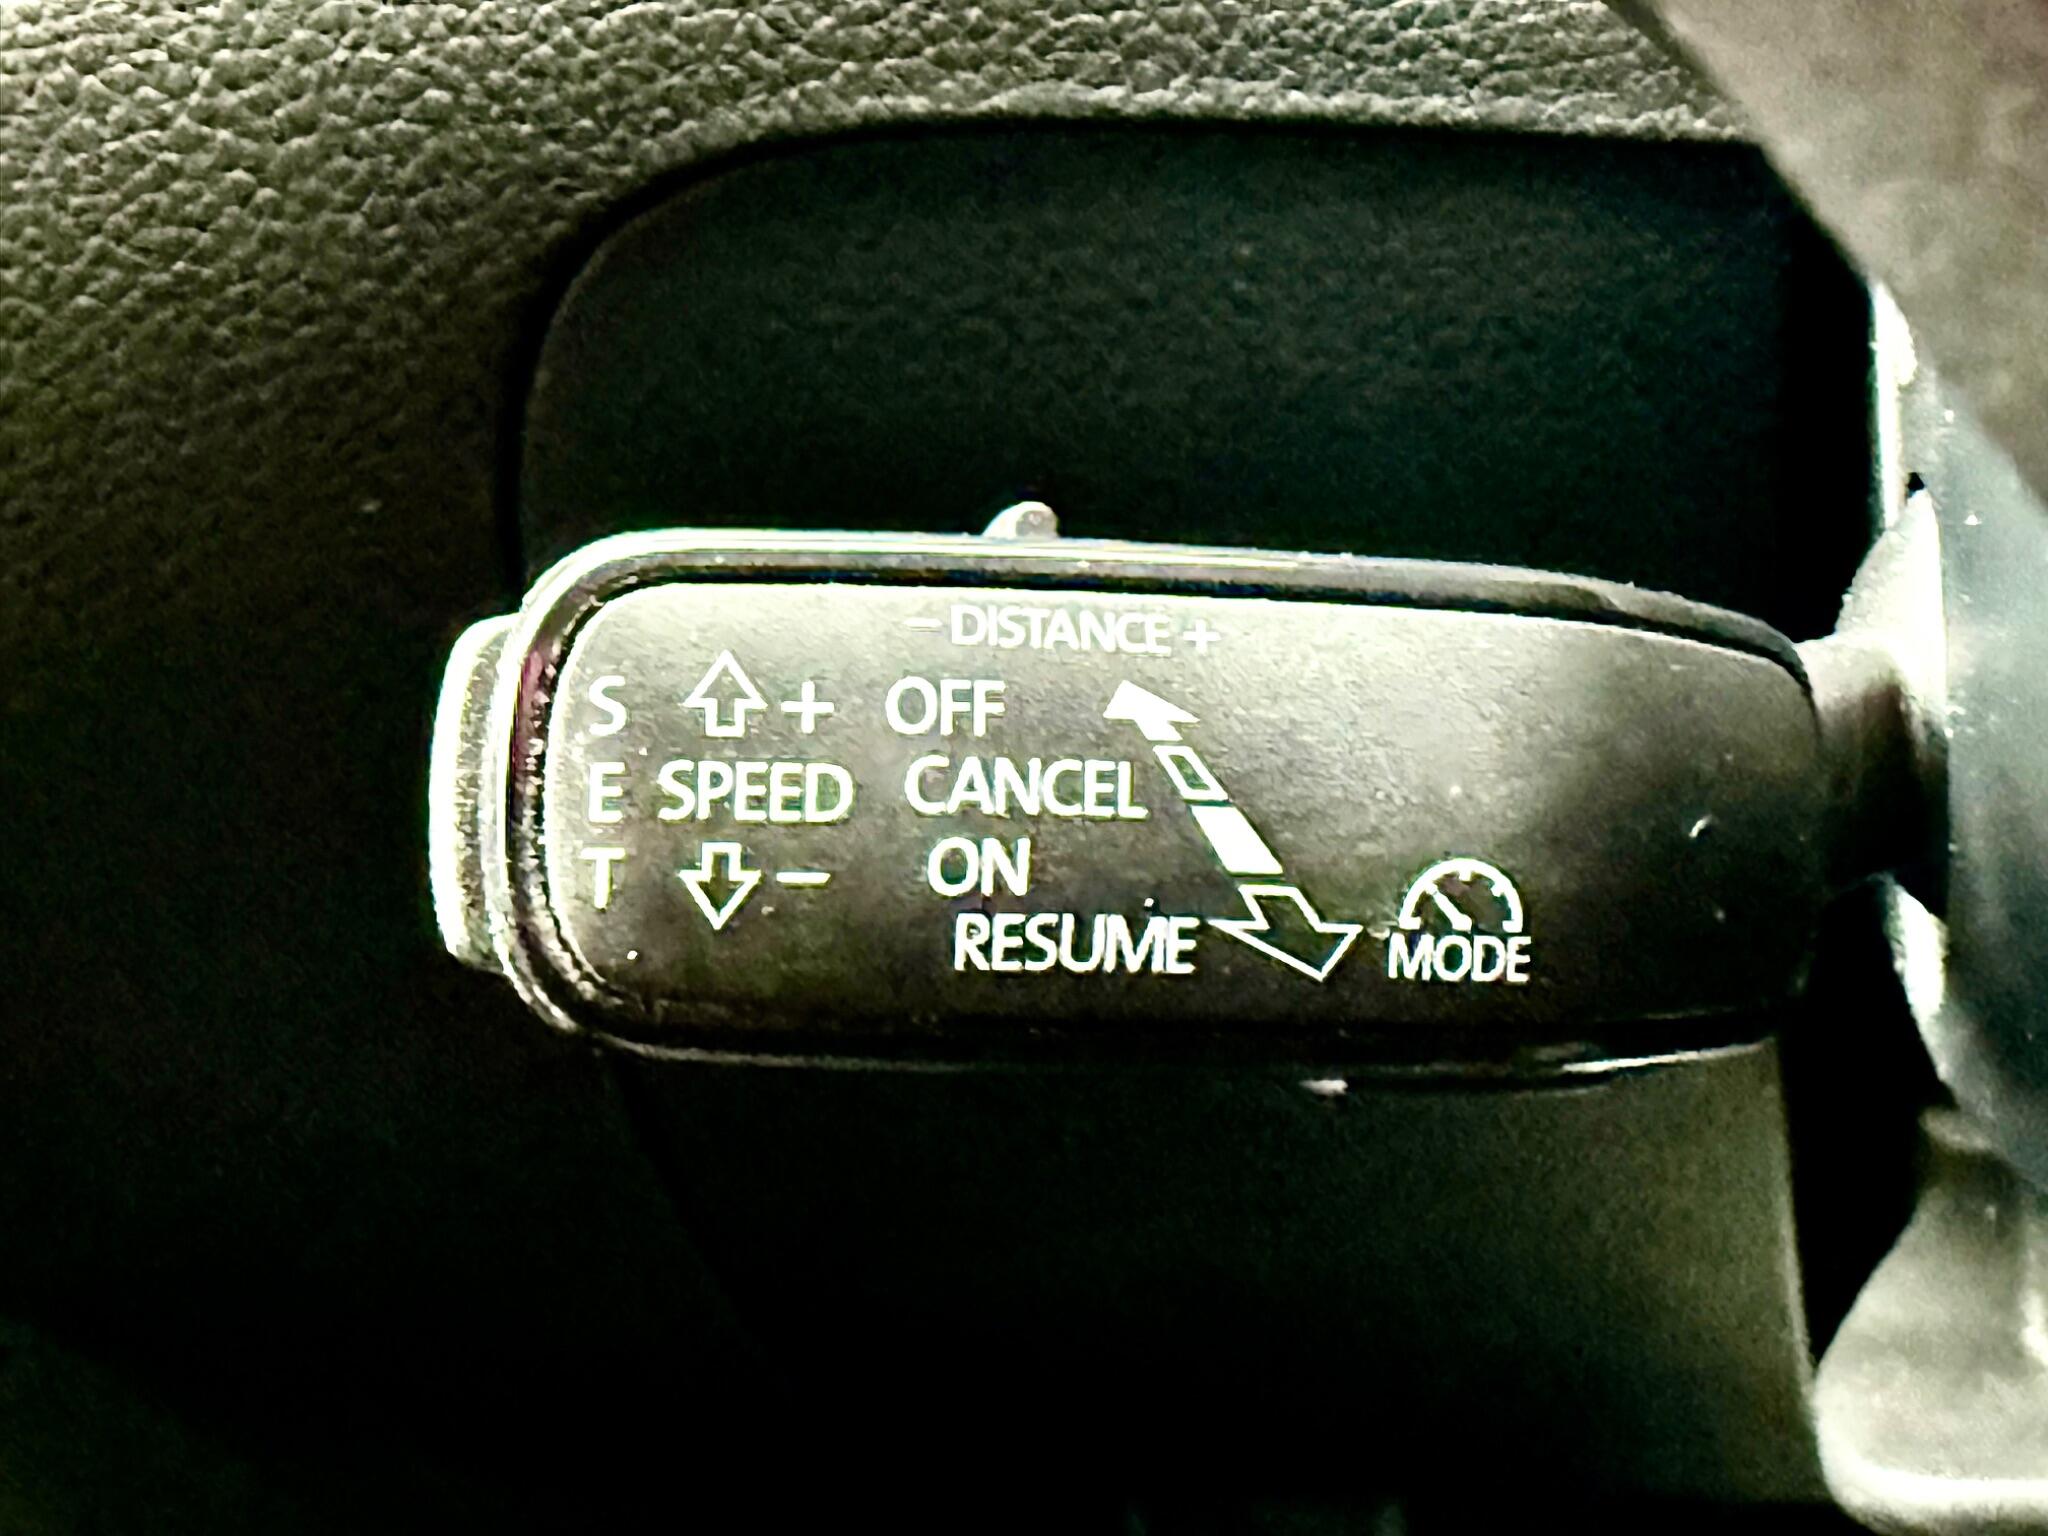 - DISTANCE +
S + OFF
E SPEED CANCEL
T - ON
RESUME MODE